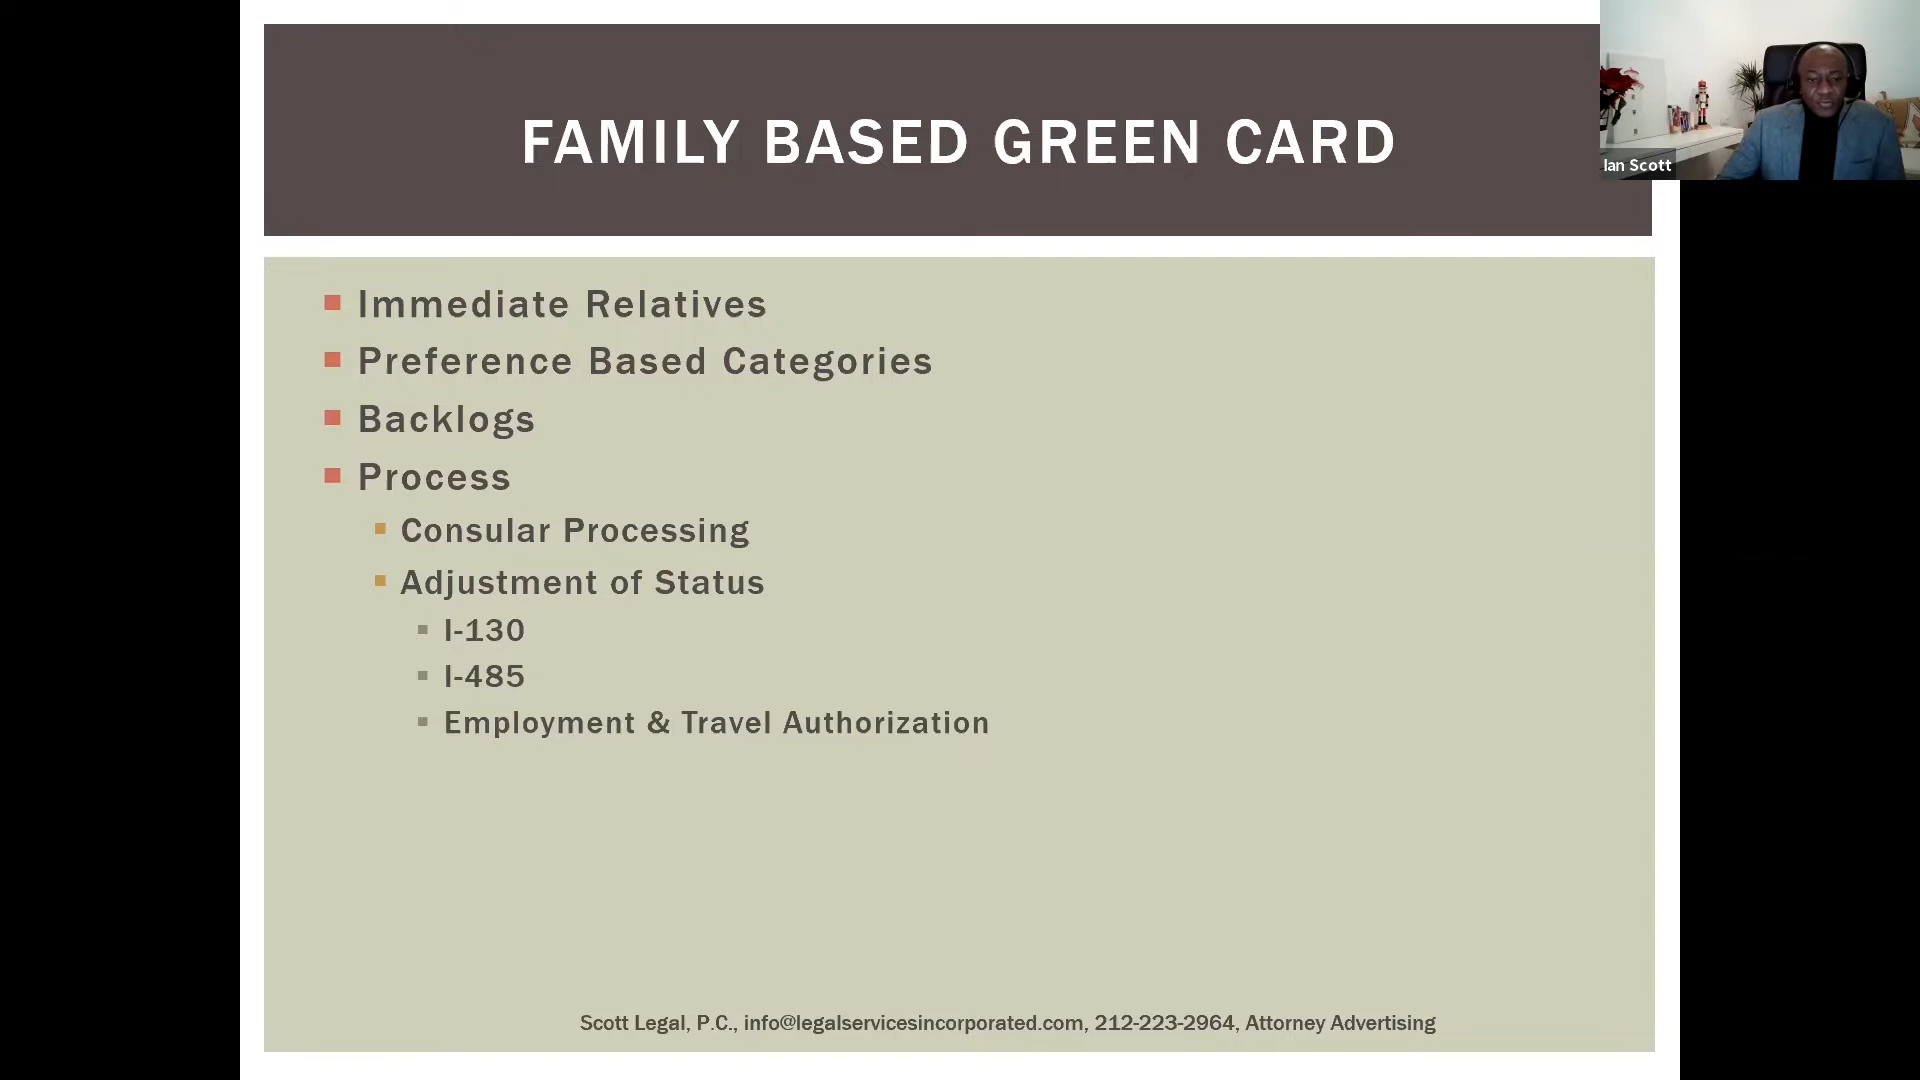 FAMILY BASED GREEN CARD
Ian Scott
Immediate Relatives
Preference Based Categories
Backlogs
Process
Consular Processing
Adjustment of Status
I-130
I-485
Employment & Travel Authorization
Scott Legal, P.C., info@legalservicesincorporated.com, 212-223-2964, Attorney Advertising